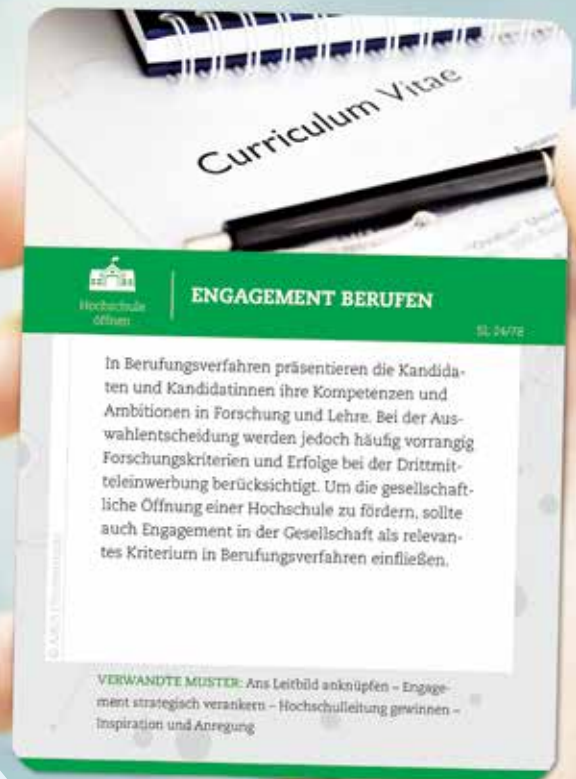 Curriculum Vitae
Hochschule
öffnen
ENGAGEMENT BERUFEN
SL 24/78
In Berufungsverfahren präsentieren die Kandida-
ten und Kandidatinnen ihre Kompetenzen und
Ambitionen in Forschung und Lehre. Bei der Aus-
wahlentscheidung werden jedoch häufig vorrangig
Forschungskriterien und Erfolge bei der Drittmit-
teleinwerbung berücksichtigt. Um die gesellschaft-
liche Öffnung einer Hochschule zu fördern, sollte
auch Engagement in der Gesellschaft als relevan-
tes Kriterium in Berufungsverfahren einfließen.
VERWANDTE MUSTER: Ans Leitbild anknüpfen – Engage-
ment strategisch verankern – Hochschulleitung gewinnen –
Inspiration und Anregung